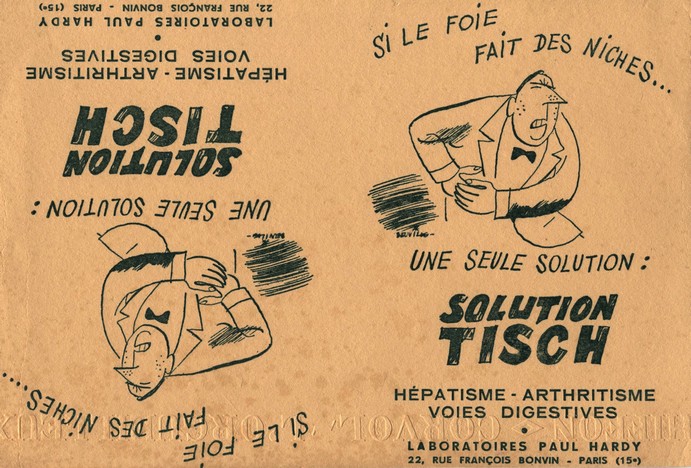 SI LE FOIE
FAIT DES NICHES...
UNE SEULE SOLUTION :
SOLUTION
TISCH
HÉPATISME - ARTHRITISME
VOIES DIGESTIVES
•
LABORATOIRES PAUL HARDY
22, RUE FRANÇOIS BONVIN - PARIS (15e)
SI LE FOIE
FAIT DES NICHES....
UNE SEULE SOLUTION :
SOLUTION
TISCH
HÉPATISME - ARTHRITISME
VOIES DIGESTIVES
•
LABORATOIRES PAUL HARDY
22, RUE FRANÇOIS BONVIN - PARIS (15e)